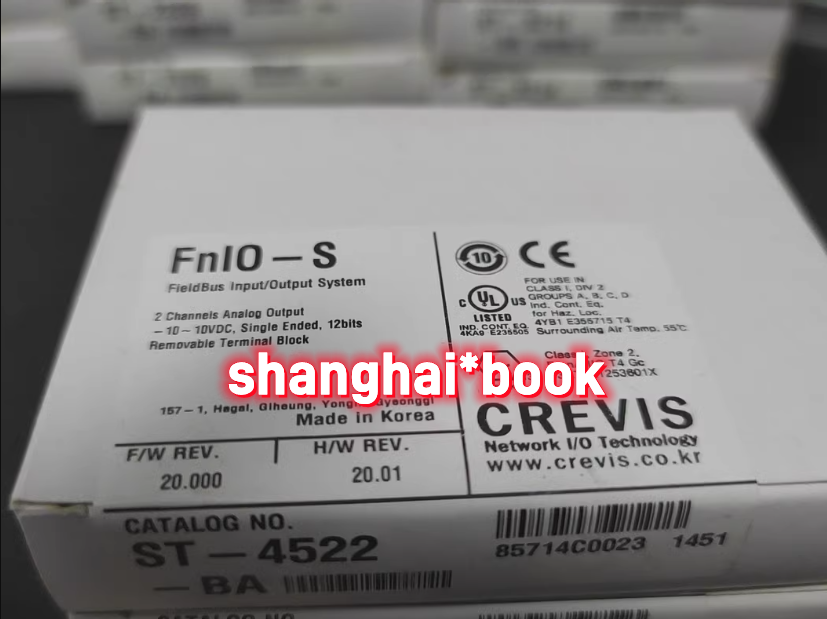 FnIO – S
FieldBus Input/Output System
2 Channels Analog Output
–10~10VDC, Single Ended, 12bits
Removable Terminal Block
157–1, Hagal, Giheung,
Made in Korea
F/W REV.
20.000
H/W REV.
20.01
10
CE
C UL US
LISTED
IND. CONT. EQ.
4KA9 E235505
FOR USE IN
CLASS I, DIV 2
GROUPS A, B, C, D
Ind. Cont. Eq.
for Haz. Loc.
4YB1 E355715 T4
Surrounding Air Temp. 55℃
Zone 2,
T4 Gc
shanghai*book
CREVIS
Network I/O Technology
www.crevis.co.kr
CATALOG NO.
ST – 4522
– BA
85714C0023 1451